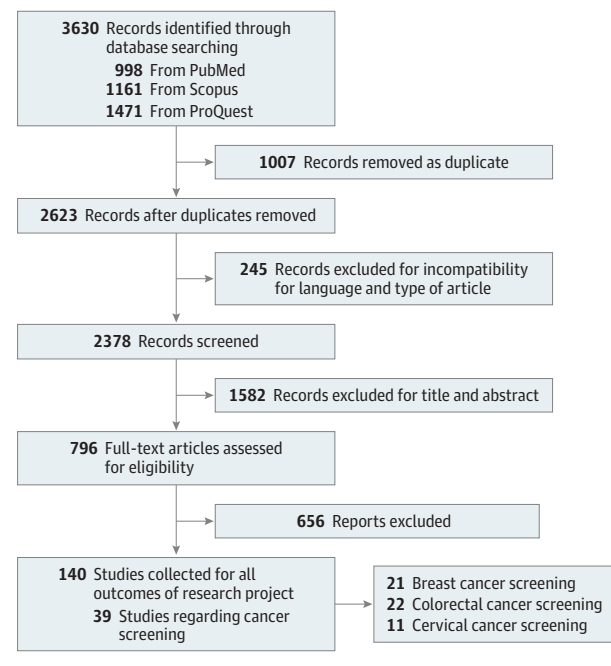 3630 Records identified through
database searching
998 From PubMed
1161 From Scopus
1471 From ProQuest
1007 Records removed as duplicate
2623 Records after duplicates removed
245 Records excluded for incompatibility
for language and type of article
2378 Records screened
1582 Records excluded for title and abstract
796 Full-text articles assessed
for eligibility
656 Reports excluded
140 Studies collected for all
outcomes of research project
39 Studies regarding cancer
screening
21 Breast cancer screening
22 Colorectal cancer screening
11 Cervical cancer screening